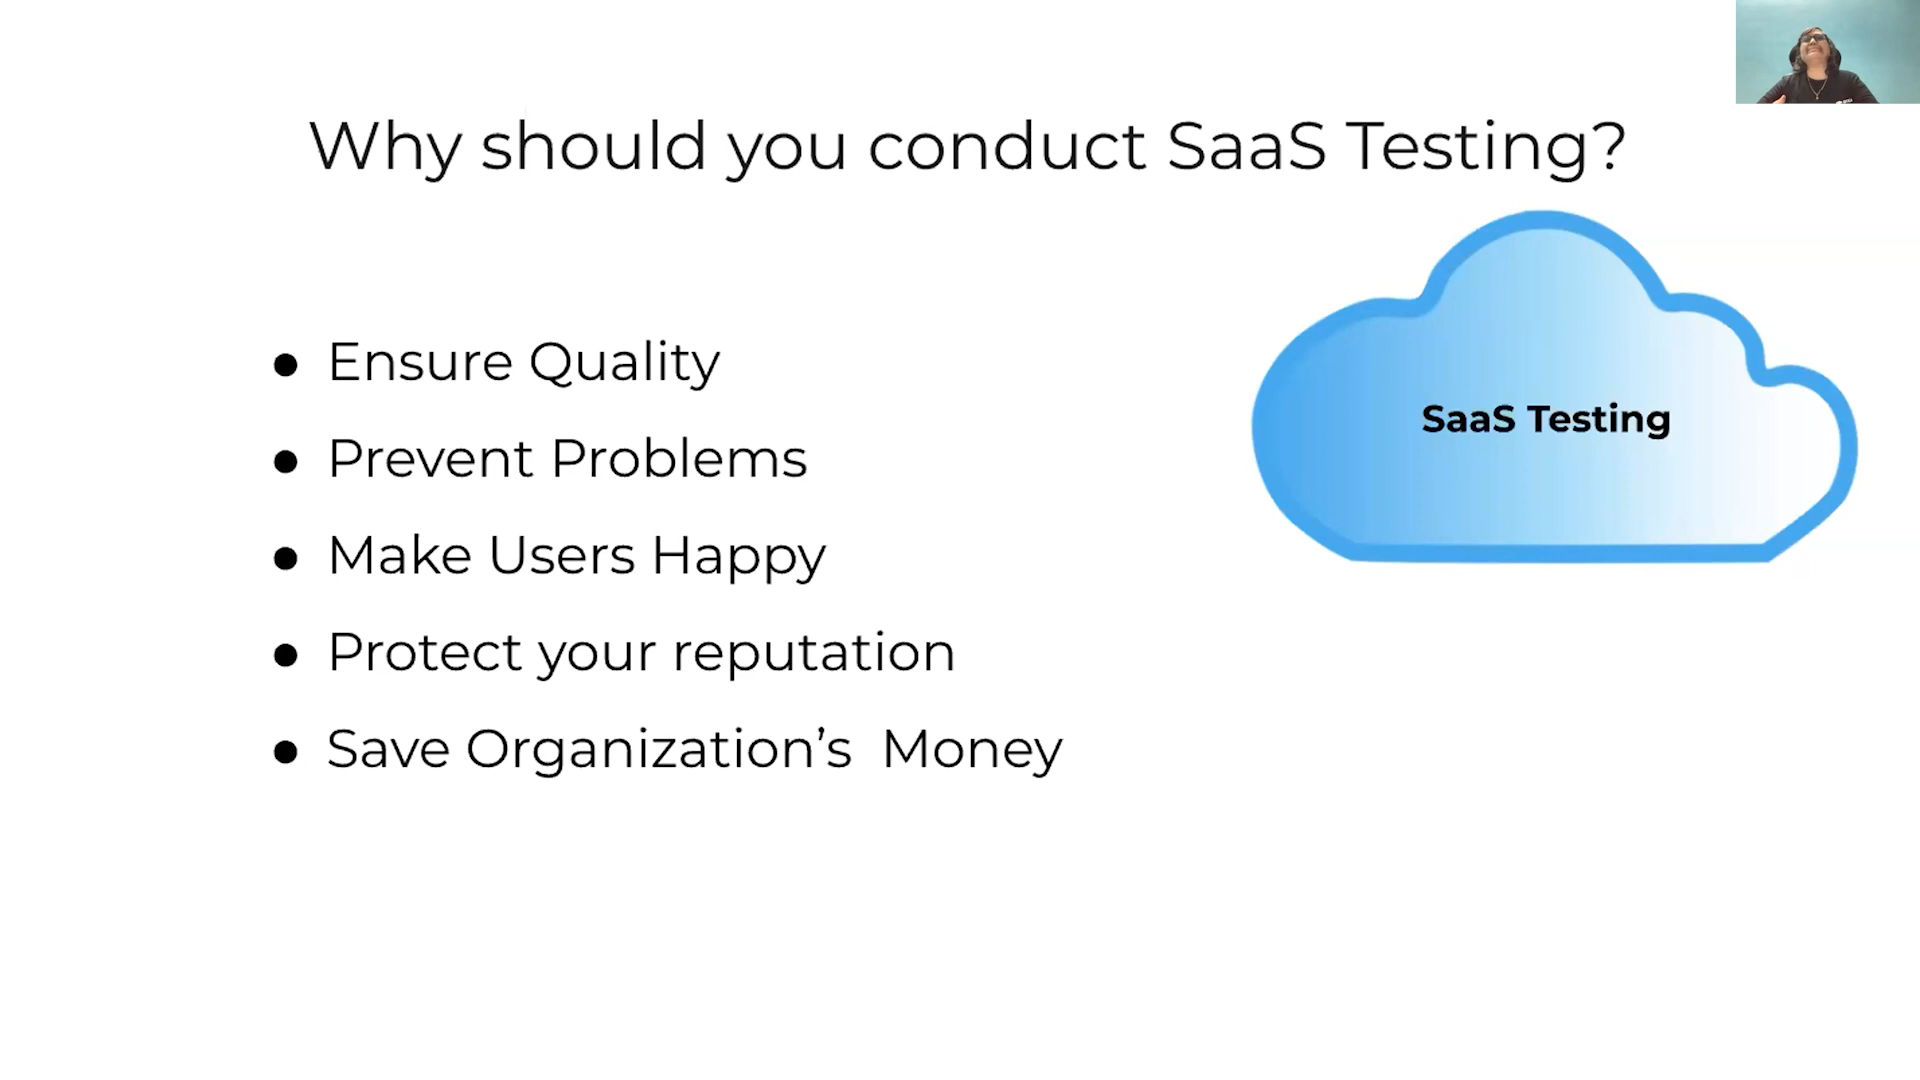 Why should you conduct SaaS Testing?
● Ensure Quality
● Prevent Problems
● Make Users Happy
● Protect your reputation
● Save Organization’s  Money
SaaS Testing